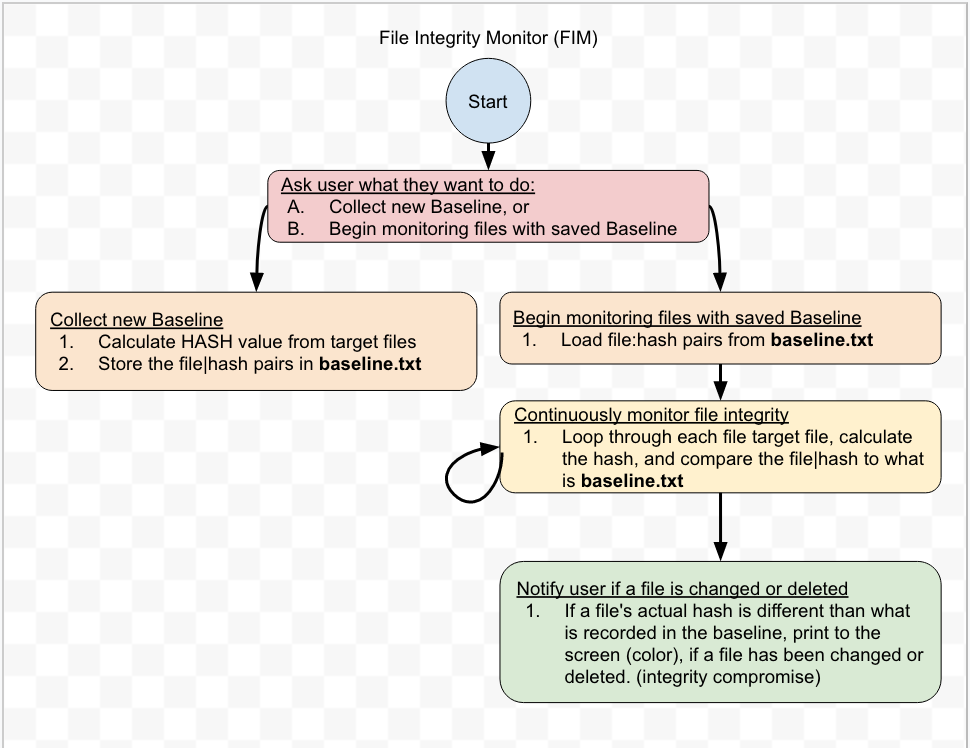 File Integrity Monitor (FIM)
Start
Ask user what they want to do:
A. Collect new Baseline, or
B. Begin monitoring files with saved Baseline
Collect new Baseline
1. Calculate HASH value from target files
2. Store the file|hash pairs in baseline.txt
Begin monitoring files with saved Baseline
1. Load file:hash pairs from baseline.txt
Continuously monitor file integrity
1. Loop through each file target file, calculate
the hash, and compare the file|hash to what
is baseline.txt
Notify user if a file is changed or deleted
1. If a file's actual hash is different than what
is recorded in the baseline, print to the
screen (color), if a file has been changed or
deleted. (integrity compromise)